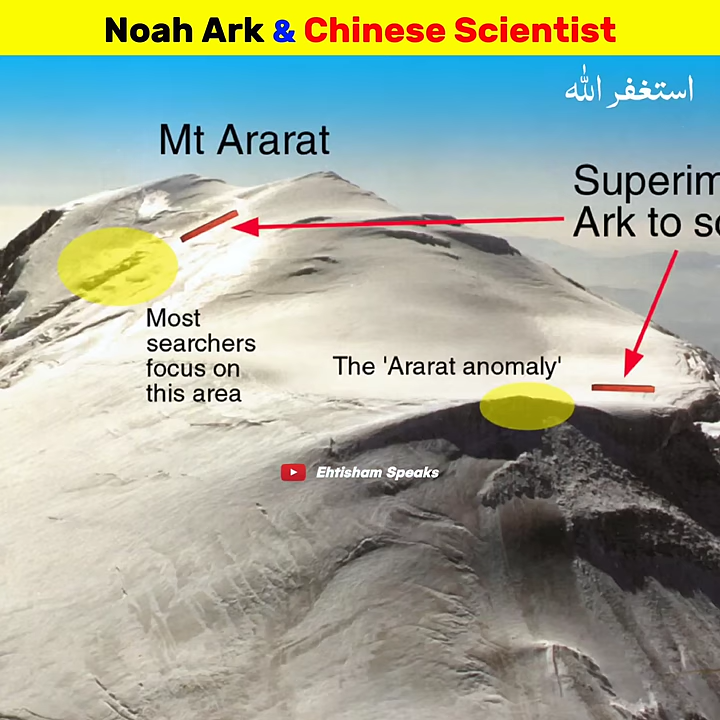 Noah Ark & Chinese Scientist
استغفر الله
Mt Ararat
Superim
Ark to sc
Most
searchers
focus on
this area
The 'Ararat anomaly'
Ehtisham Speaks